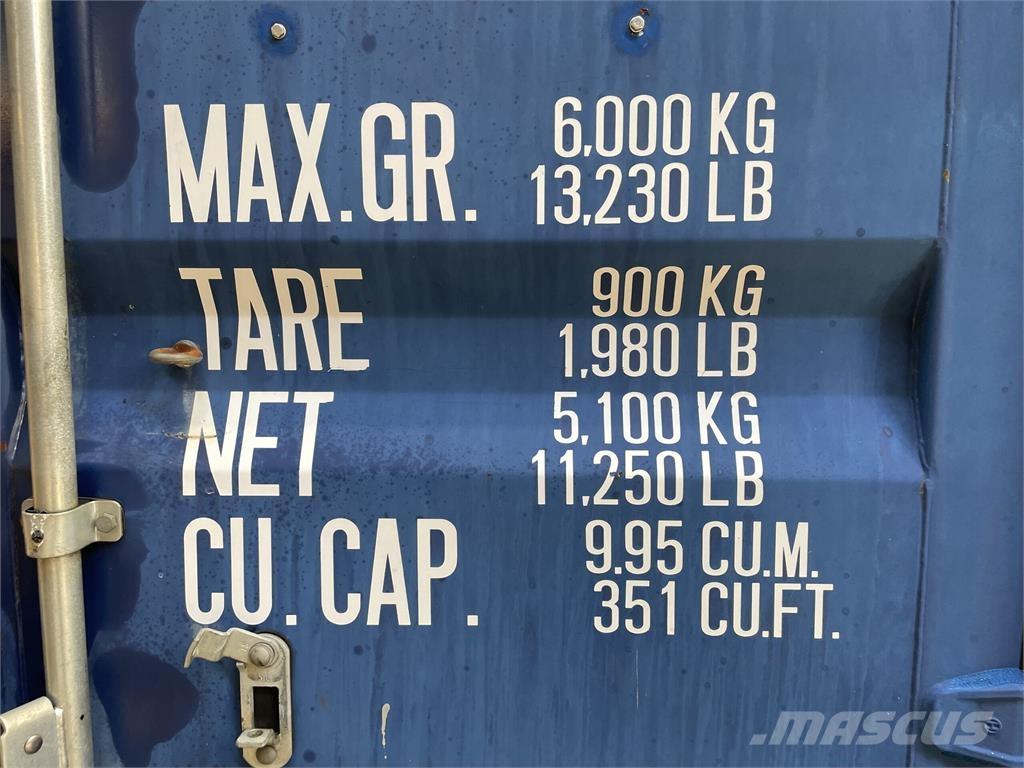 MAX.GR. 6,000 KG
13,230 LB
TARE 900 KG
1,980 LB
NET 5,100 KG
11,250 LB
CU. CAP. 9.95 CU.M.
351 CU.FT.
MASCUS